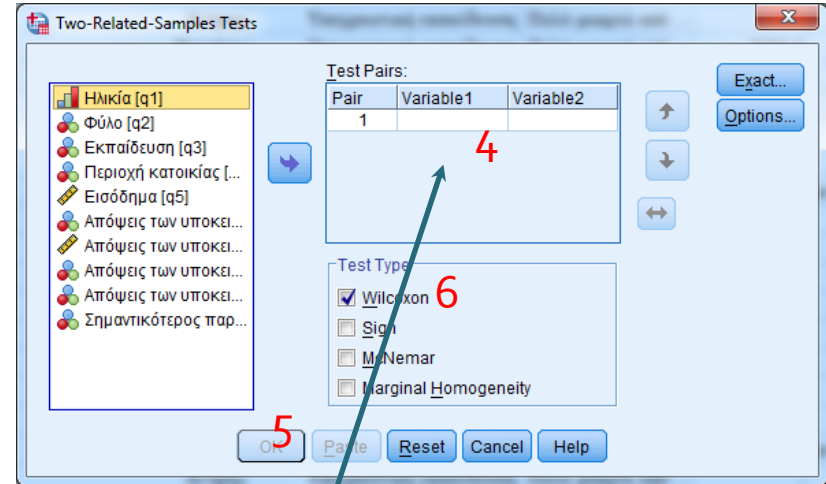 Two-Related-Samples Tests
Ηλικία [q1]
Φύλο [q2]
Εκπαίδευση [q3]
Περιοχή κατοικίας [...
Εισόδημα [q5]
Απόψεις των υποκει...
Απόψεις των υποκει...
Απόψεις των υποκει...
Απόψεις των υποκει...
Σημαντικότερος παρ...
Test Pairs:
Pair Variable1 Variable2
1
4
Exact...
Options...
Test Type
Wilcoxon 6
Sign
McNemar
Marginal Homogeneity
5
OK Paste Reset Cancel Help